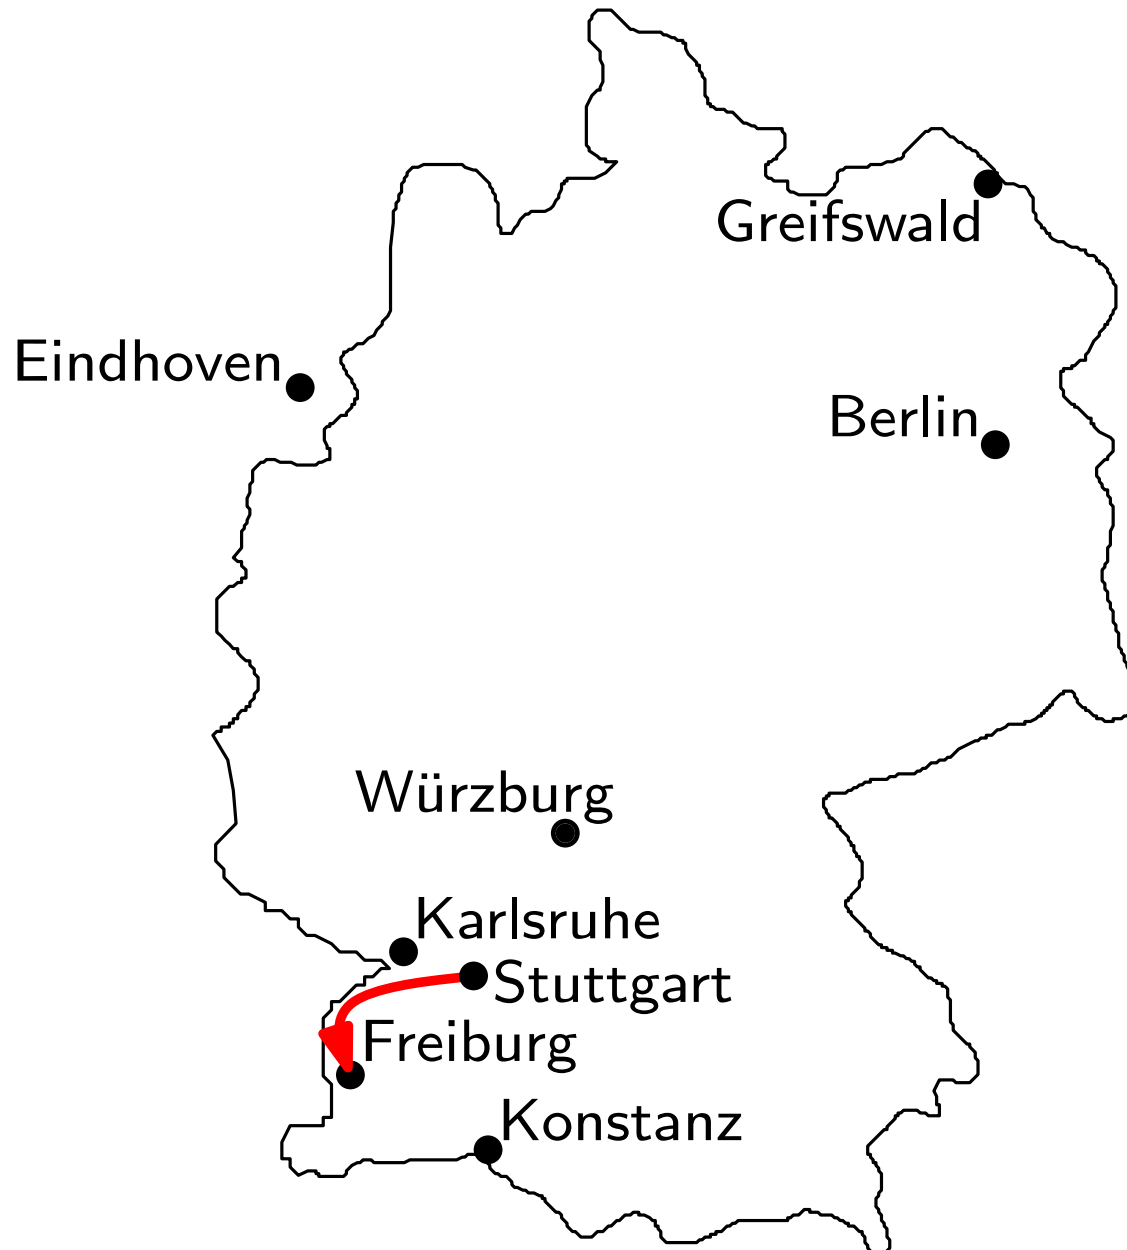 Greifswald
Eindhoven
Berlin
Würzburg
Karlsruhe
Stuttgart
Freiburg
Konstanz